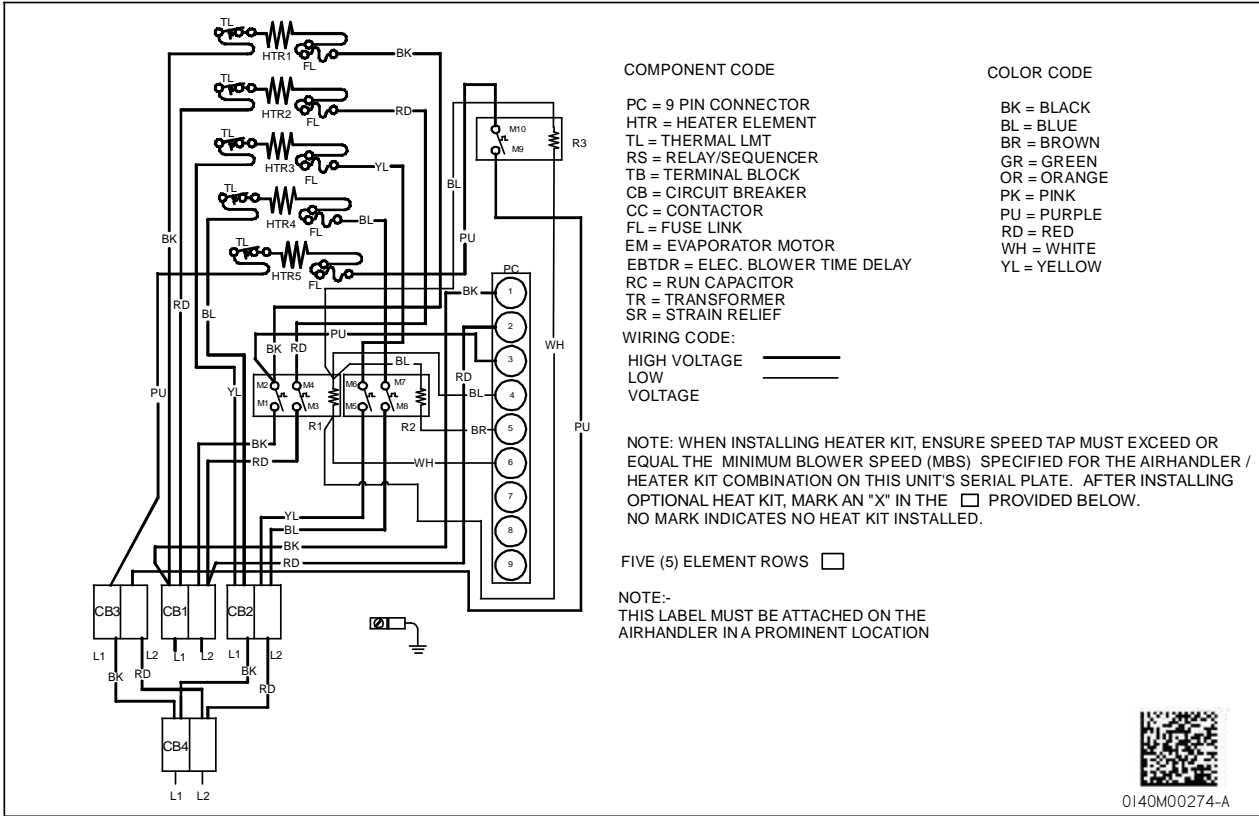 TL
HTR1
FL
BK
TL
HTR2
FL
RD
TL
HTR3
FL
YL
TL
HTR4
FL
BL
TL
HTR5
FL
M10
M9
R3
BL
PU
BK
RD
BL
PU
YL
WH
PU
PC
1
2
3
4
5
6
7
8
9
BK
PU
RD
BK
RD
BL
M2
M4
M1
M3
R1
M6
M7
M5
M8
R2
BL
BR
WH
BK
RD
YL
BL
BK
RD
CB3
CB1
CB2
L1
L2
L1
L2
L1
L2
BK
RD
BK
RD
CB4
L1
L2
COMPONENT CODE
PC = 9 PIN CONNECTOR
HTR = HEATER ELEMENT
TL = THERMAL LMT
RS = RELAY/SEQUENCER
TB = TERMINAL BLOCK
CB = CIRCUIT BREAKER
CC = CONTACTOR
FL = FUSE LINK
EM = EVAPORATOR MOTOR
EBTDR = ELEC. BLOWER TIME DELAY
RC = RUN CAPACITOR
TR = TRANSFORMER
SR = STRAIN RELIEF
WIRING CODE:
HIGH VOLTAGE
LOW
VOLTAGE
COLOR CODE
BK = BLACK
BL = BLUE
BR = BROWN
GR = GREEN
OR = ORANGE
PK = PINK
PU = PURPLE
RD = RED
WH = WHITE
YL = YELLOW
NOTE: WHEN INSTALLING HEATER KIT, ENSURE SPEED TAP MUST EXCEED OR
EQUAL THE MINIMUM BLOWER SPEED (MBS) SPECIFIED FOR THE AIRHANDLER /
HEATER KIT COMBINATION ON THIS UNIT'S SERIAL PLATE. AFTER INSTALLING
OPTIONAL HEAT KIT, MARK AN "X" IN THE PROVIDED BELOW.
NO MARK INDICATES NO HEAT KIT INSTALLED.
FIVE (5) ELEMENT ROWS
NOTE:-
THIS LABEL MUST BE ATTACHED ON THE
AIRHANDLER IN A PROMINENT LOCATION
0140M00274-A